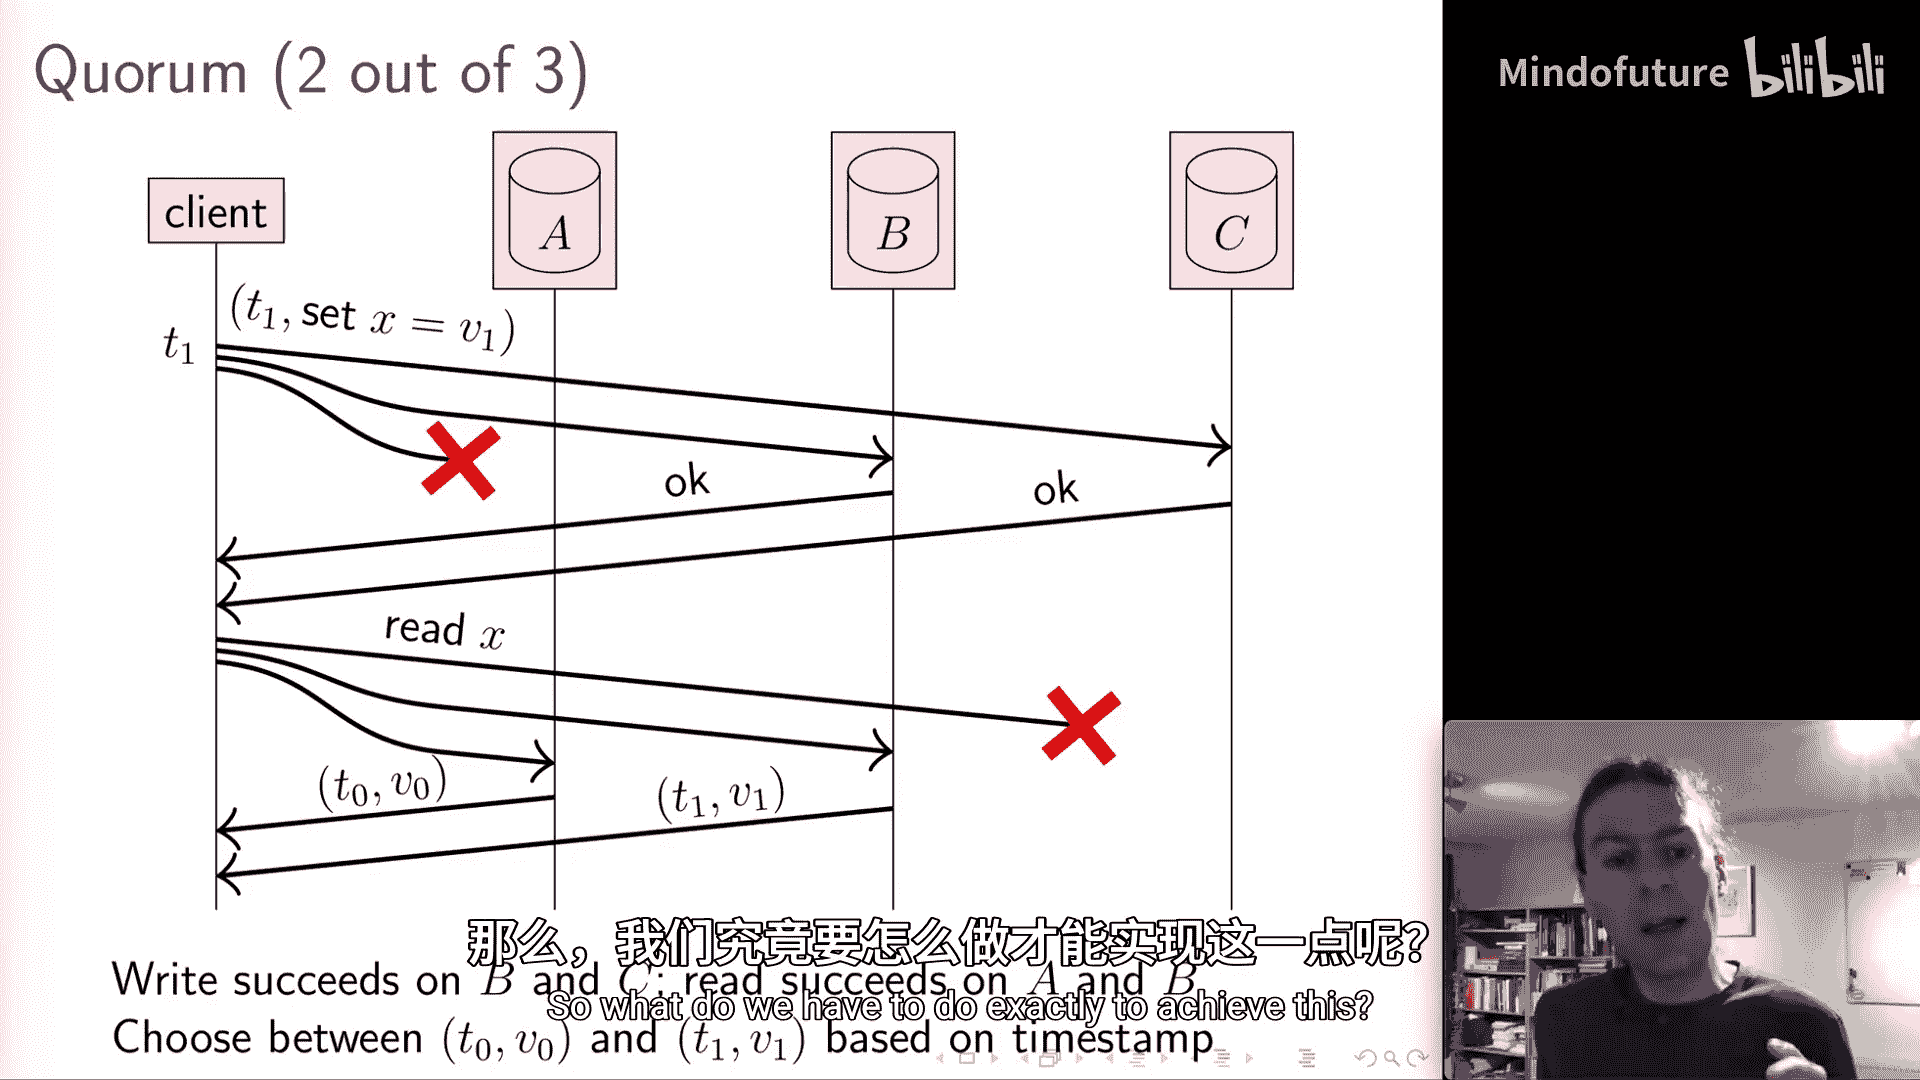 Quorum (2 out of 3)
Mindofuture bilibili
client
A
B
C
(t₁, set x = v₁)
t₁
ok
ok
read x
(t₀, v₀)
(t₁, v₁)
那么，我们究竟要怎么做才能实现这一点呢？
Write succeeds on B and C; read succeeds on A and B
So what do we have to do exactly to achieve this?
Choose between (t₀, v₀) and (t₁, v₁) based on timestamp